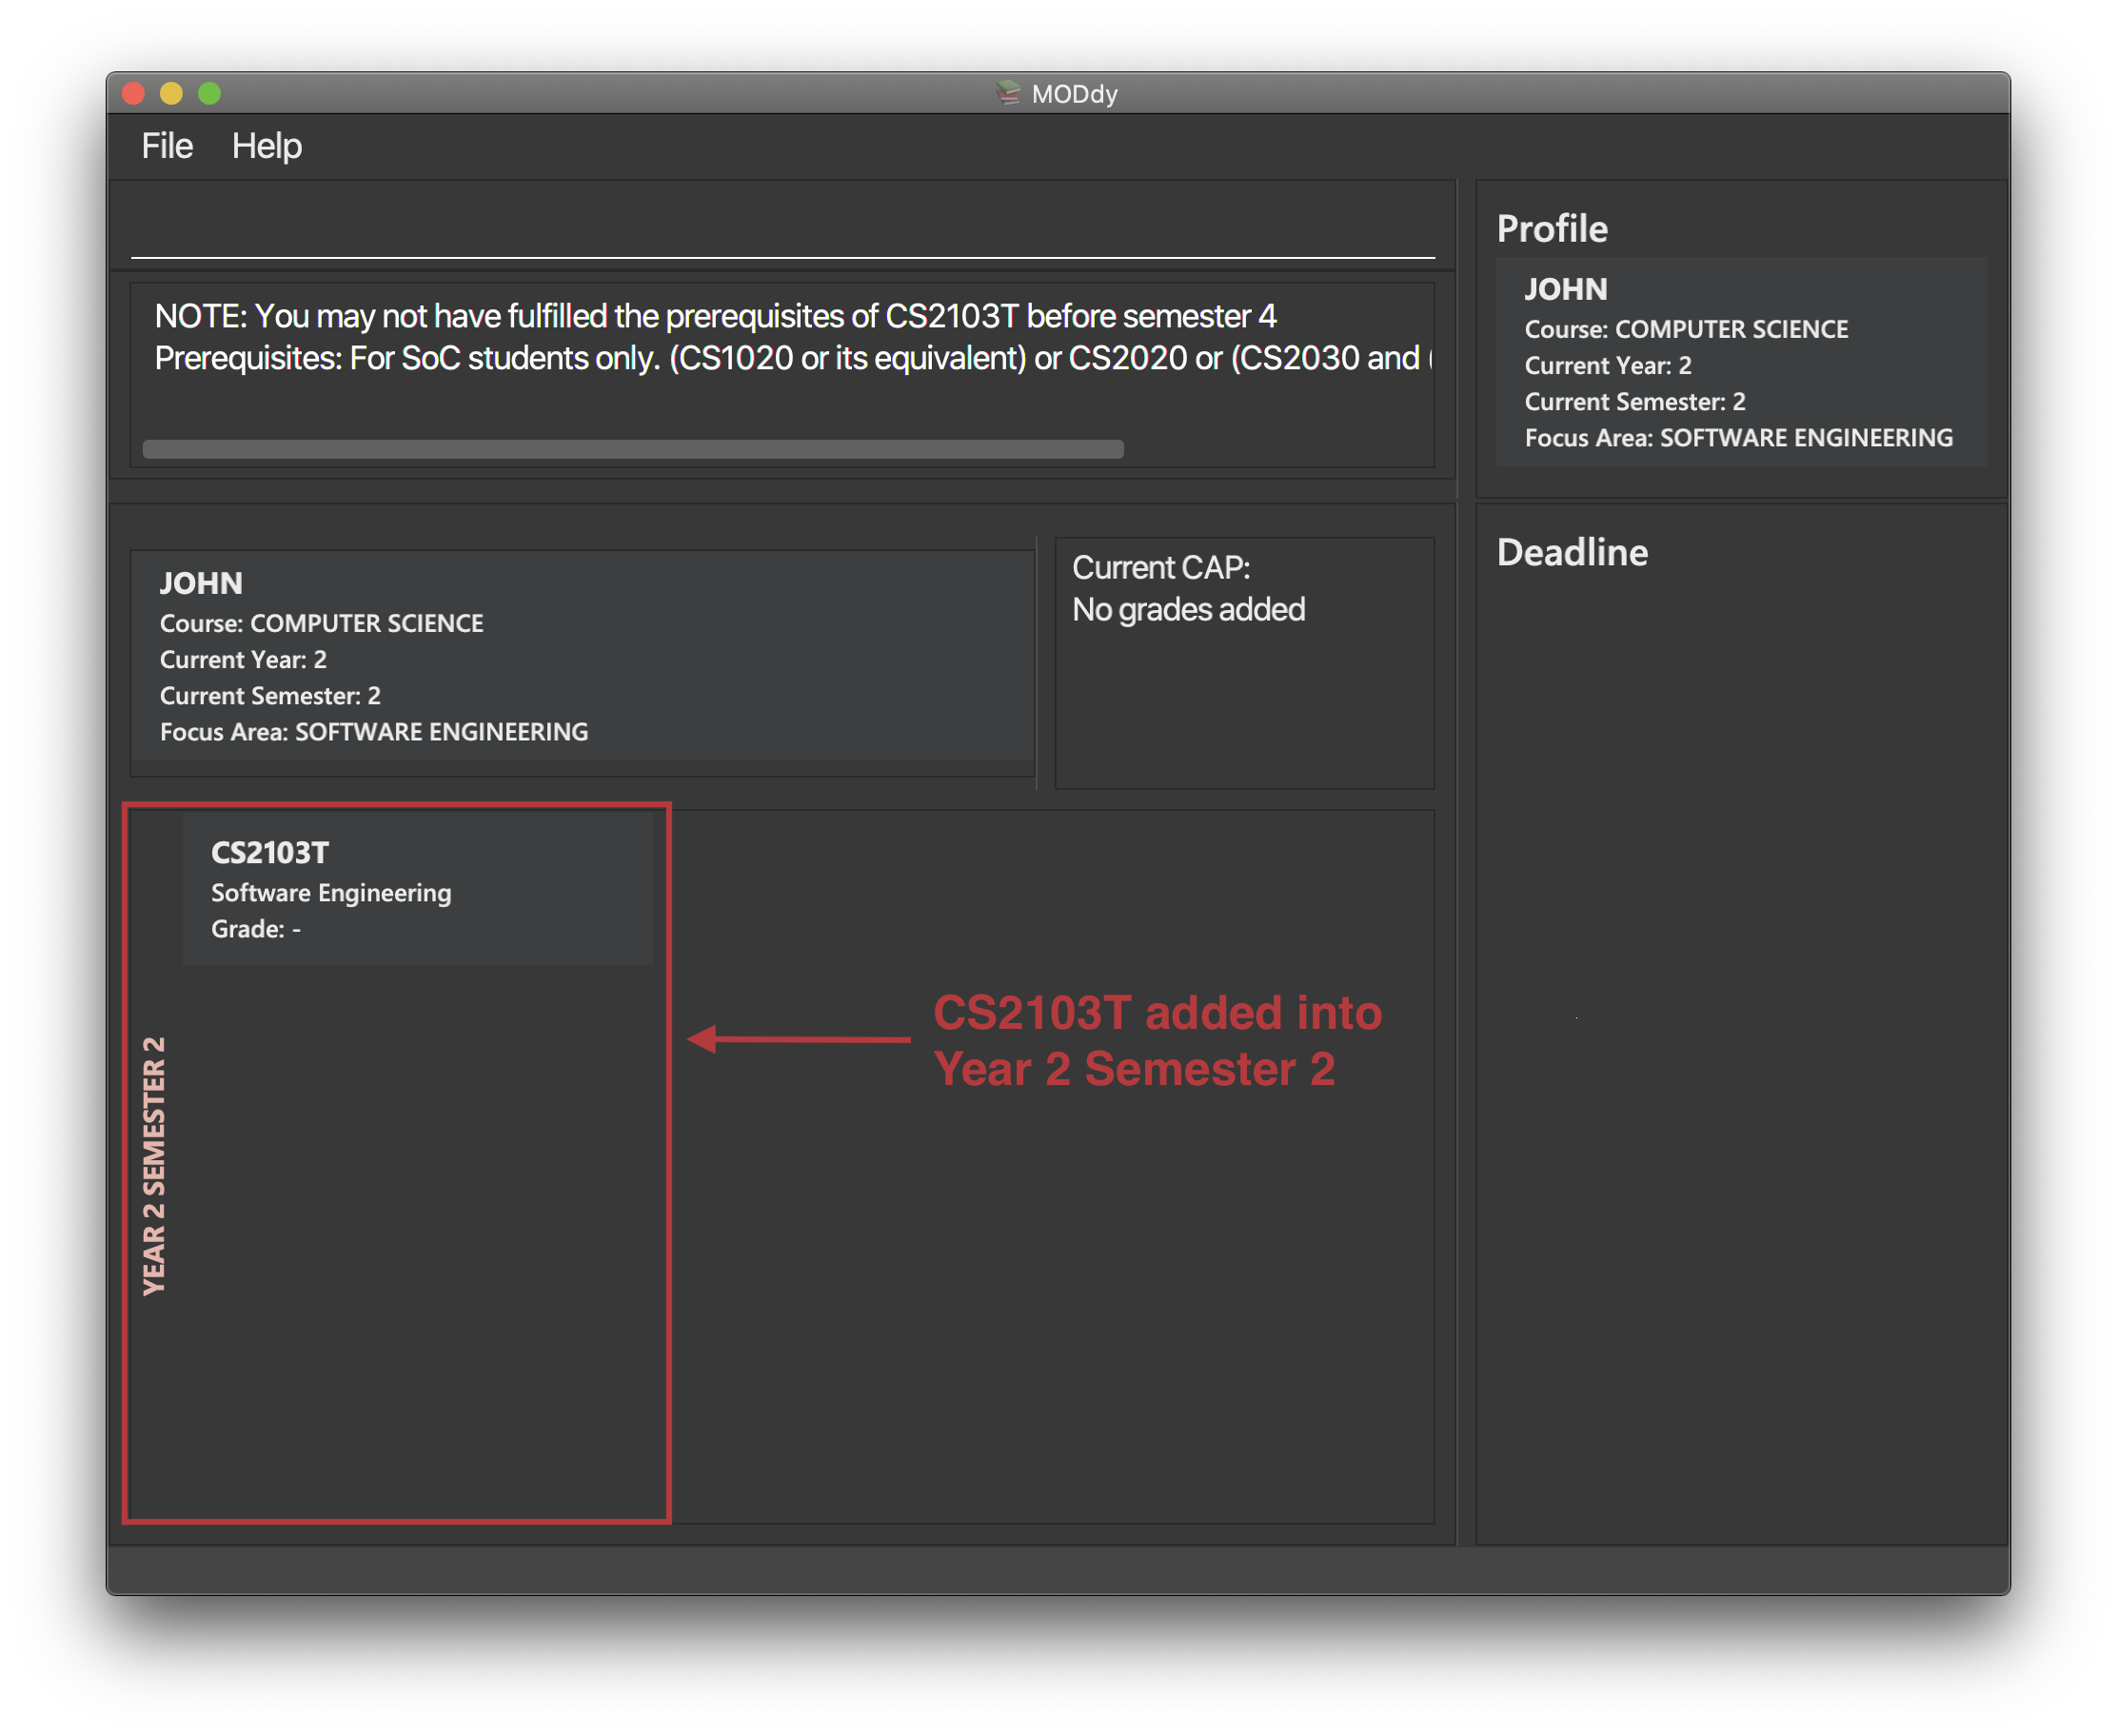 MODdy
File Help
NOTE: You may not have fulfilled the prerequisites of CS2103T before semester 4
Prerequisites: For SoC students only. (CS1020 or its equivalent) or CS2020 or (CS2030 and (
Profile
JOHN
Course: COMPUTER SCIENCE
Current Year: 2
Current Semester: 2
Focus Area: SOFTWARE ENGINEERING
JOHN
Course: COMPUTER SCIENCE
Current Year: 2
Current Semester: 2
Focus Area: SOFTWARE ENGINEERING
Current CAP:
No grades added
Deadline
YEAR 2 SEMESTER 2
CS2103T
Software Engineering
Grade: -
CS2103T added into
Year 2 Semester 2